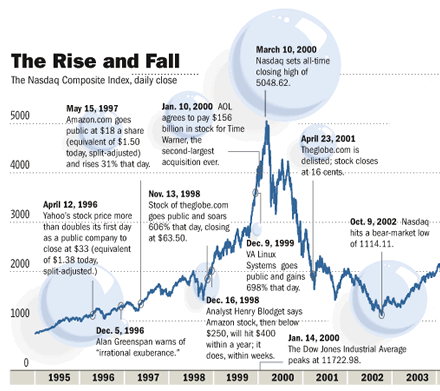 The Rise and Fall
The Nasdaq Composite Index, daily close
March 10, 2000
Nasdaq sets all-time
closing high of
5048.62.
May 15, 1997
Amazon.com goes
public at $18 a share
(equivalent of $1.50
today, split-adjusted)
and rises 31% that day.
Jan. 10, 2000 AOL
agrees to pay $156
billion in stock for Time
Warner, the
second-largest
acquisition ever.
April 23, 2001
Theglobe.com is
delisted; stock closes
at 16 cents.
April 12, 1996
Yahoo's stock price more
than doubles its first day
as a public company to
close at $33 (equivalent
of $1.38 today,
split-adjusted.)
Nov. 13, 1998
Stock of theglobe.com
goes public and soars
606% that day, closing
at $63.50.
Oct. 9, 2002 Nasdaq
hits a bear-market low
of 1114.11.
Dec. 9, 1999
VA Linux
Systems goes
public and gains
698% that day.
Dec. 5, 1996
Alan Greenspan warns of
"irrational exuberance."
Dec. 16, 1998
Analyst Henry Blodget says
Amazon stock, then below
$250, will hit $400
within a year; it
does, within weeks.
Jan. 14, 2000
The Dow Jones Industrial Average
peaks at 11722.98.
5000
4000
3000
2000
1000
0
1995 1996 1997 1998 1999 2000 2001 2002 2003